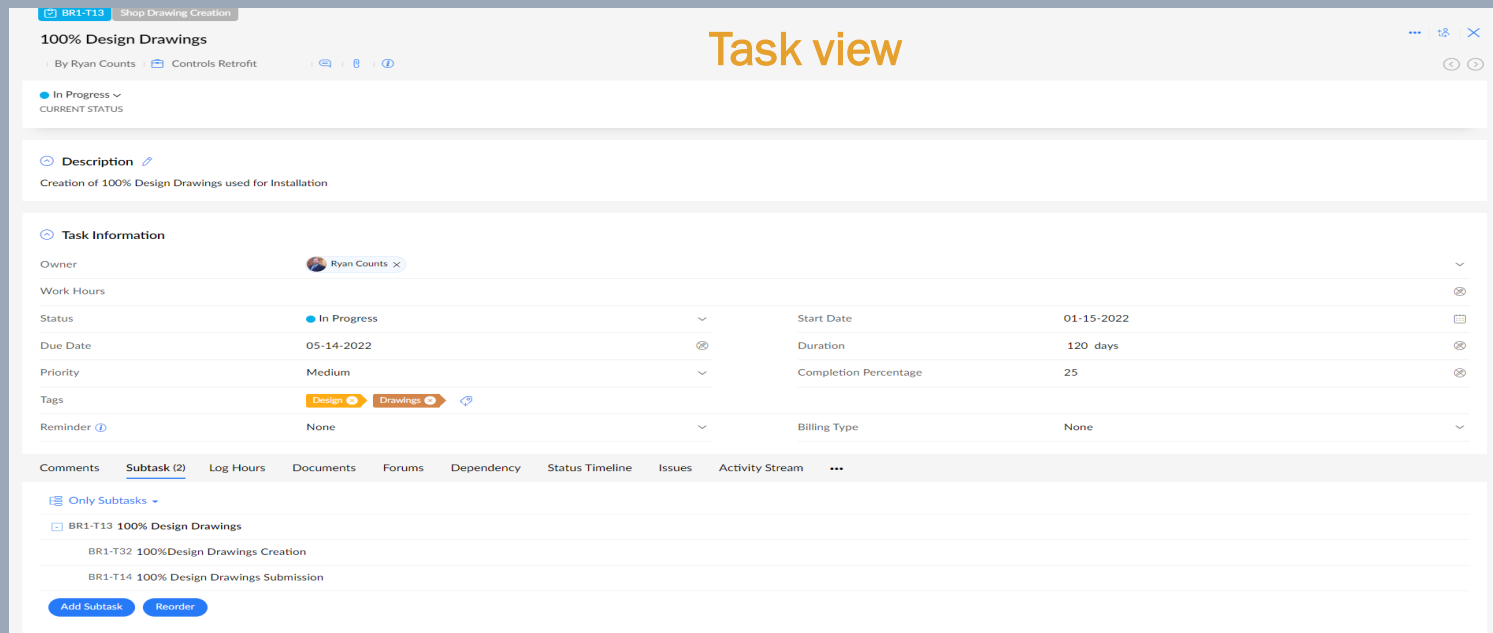 BR1-T13 Shop Drawing Creation
100% Design Drawings
Task view
By Ryan Counts Controls Retrofit
In Progress
CURRENT STATUS
Description
Creation of 100% Design Drawings used for Installation
Task Information
Owner Ryan Counts
Work Hours
Status In Progress Start Date 01-15-2022
Due Date 05-14-2022 Duration 120 days
Priority Medium Completion Percentage 25
Tags Design Drawings
Reminder None Billing Type None
Comments Subtask (2) Log Hours Documents Forums Dependency Status Timeline Issues Activity Stream •••
Only Subtasks
BR1-T13 100% Design Drawings
BR1-T32 100%Design Drawings Creation
BR1-T14 100% Design Drawings Submission
Add Subtask Reorder